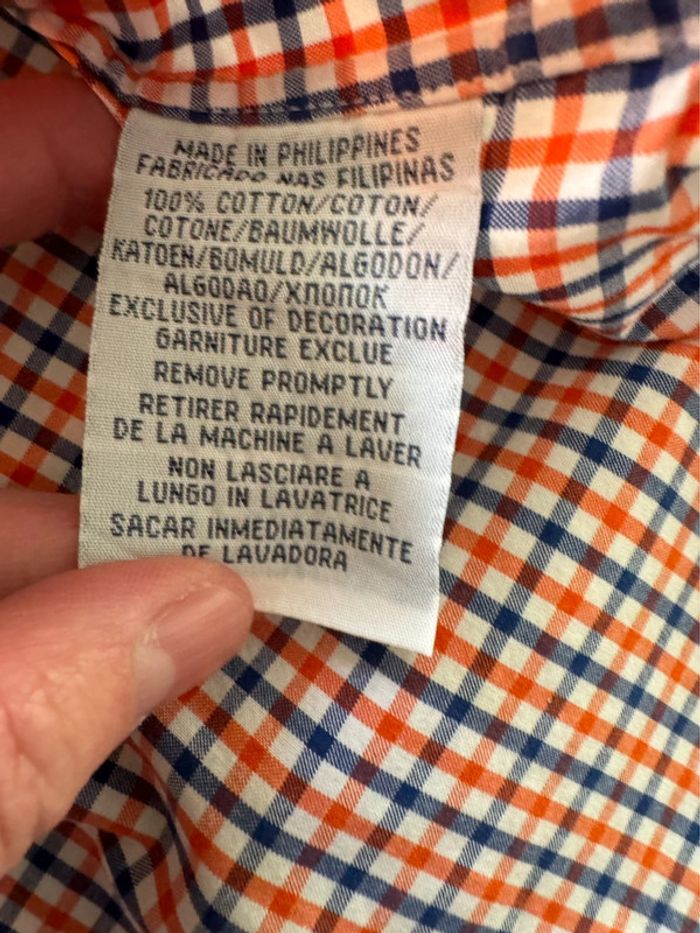 MADE IN PHILIPPINES
FABRICADO NAS FILIPINAS
100% COTTON/COTON/
COTONE/BAUMWOLLE/
KATOEN/BOMULD/ALGODON/
ALGODAO/ХЛОПОК
EXCLUSIVE OF DECORATION
GARNITURE EXCLUE
REMOVE PROMPTLY
RETIRER RAPIDEMENT
DE LA MACHINE A LAVER
NON LASCIARE A
LUNGO IN LAVATRICE
SACAR INMEDIATAMENTE
DE LAVADORA